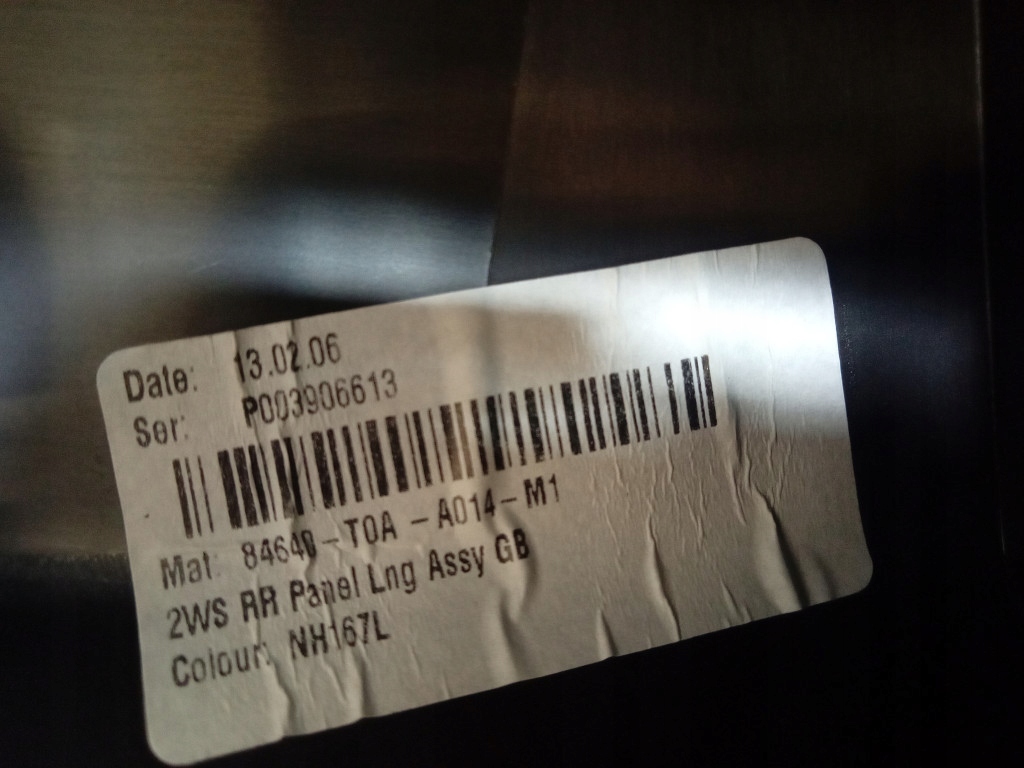 Date: 13.02.06
Ser: P003906613
Mat: 84640-T0A -A014-M1
2WS RR Panel Lng Assy GB
Colour: NH167L